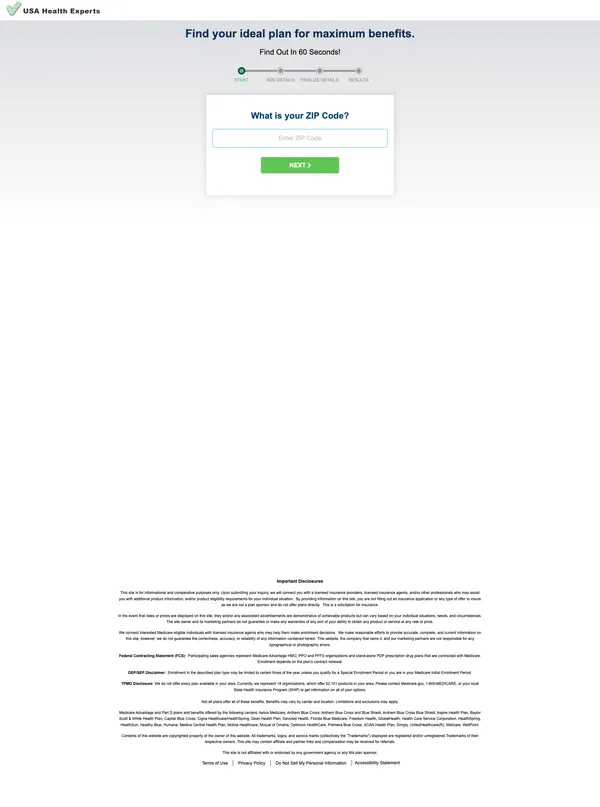 USA Health Experts
Find your ideal plan for maximum benefits.
Find Out In 60 Seconds!
START ADD DETAILS FINALIZE DETAILS RESULTS
What is your ZIP Code?
Enter ZIP Code
NEXT
Important Disclosures
This site is for informational and comparative purposes only. Upon submitting your inquiry, we will connect you with a licensed insurance providers, licensed insurance agents, and/or other professionals who may assist
you with additional product information, and/or product eligibility requirements for your individual situation. By providing information on this site, you are not filling out an insurance application or any type of offer to insure
as we are not a plan sponsor and do not offer plans directly. This is a solicitation for insurance.
In the event that rates or prices are displayed on this site, they and/or any associated advertisements are demonstrative of achievable products but can vary based on your individual situations, needs, and circumstances.
The site owner and its marketing partners do not guarantee or make any warranties of any sort of your ability to obtain any product or service at any rate or price.
We connect interested Medicare eligible individuals with licensed insurance agents who may help them make enrollment decisions. We make reasonable efforts to provide accurate, complete, and current information on
this site, however, we do not guarantee the correctness, accuracy, or reliability of any information contained herein. This website, the company that owns it, and our marketing partners are not responsible for any
typographical or photographic errors.
Federal Contracting Statement (FCS): Participating sales agencies represent Medicare Advantage HMO, PPO and PFFS organizations and stand-alone PDP prescription drug plans that are contracted with Medicare.
Enrollment depends on the plan's contract renewal.
OEP/SEP Disclaimer: Enrollment in the described plan type may be limited to certain times of the year unless you qualify for a Special Enrollment Period or you are in your Medicare Initial Enrollment Period.
TPMO Disclosure: We do not offer every plan available in your area. Currently, we represent 18 organizations, which offer 52,101 products in your area. Please contact Medicare.gov, 1-800-MEDICARE, or your local
State Health Insurance Program (SHIP) to get information on all of your options.
Not all plans offer all of these benefits. Benefits may vary by carrier and location. Limitations and exclusions may apply.
Medicare Advantage and Part D plans and benefits offered by the following carriers: Aetna Medicare, Anthem Blue Cross, Anthem Blue Cross and Blue Shield, Anthem Blue Cross Blue Shield, Aspire Health Plan, Baylor
Scott & White Health Plan, Capital Blue Cross, Cigna HealthcareHealthSpring, Dean Health Plan, Devoted Health, Florida Blue Medicare, Freedom Health, GlobalHealth, Health Care Service Corporation, HealthSpring,
HealthSun, Healthy Blue, Humana, Medica Central Health Plan, Molina Healthcare, Mutual of Omaha, Optimum HealthCare, Premera Blue Cross, SCAN Health Plan, Simply, UnitedHealthcare(R), Wellcare, WellPoint.
Contents of this website are copyrighted property of the owner of this website. All trademarks, logos, and service marks (collectively the "Trademarks") displayed are registered and/or unregistered Trademarks of their
respective owners. This site may contain affiliate and partner links and compensation may be received for referrals.
This site is not affiliated with or endorsed by any government agency or any MA plan sponsor.
Terms of Use | Privacy Policy | Do Not Sell My Personal Information | Accessibility Statement